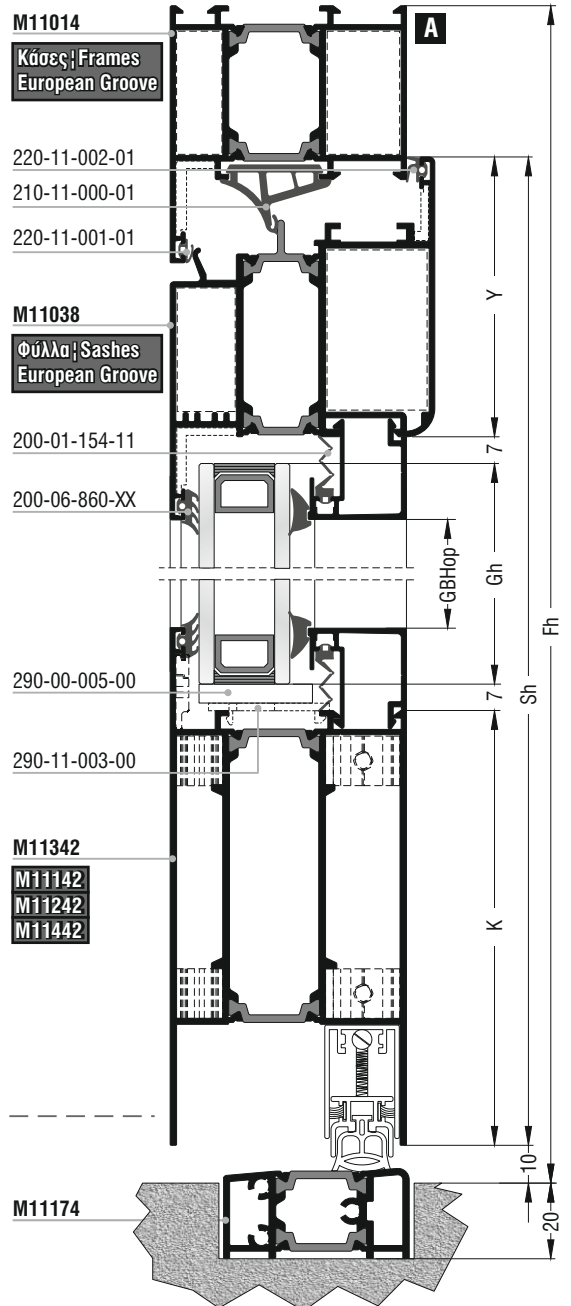 M11014
A
Κάσες ¦ Frames
European Groove
220-11-002-01
210-11-000-01
220-11-001-01
Y
M11038
Φύλλα ¦ Sashes
European Groove
200-01-154-11
7
200-06-860-XX
GBHop
Gh
Fh
Sh
290-00-005-00
7
290-11-003-00
M11342
M11142
M11242
M11442
K
10
M11174
20